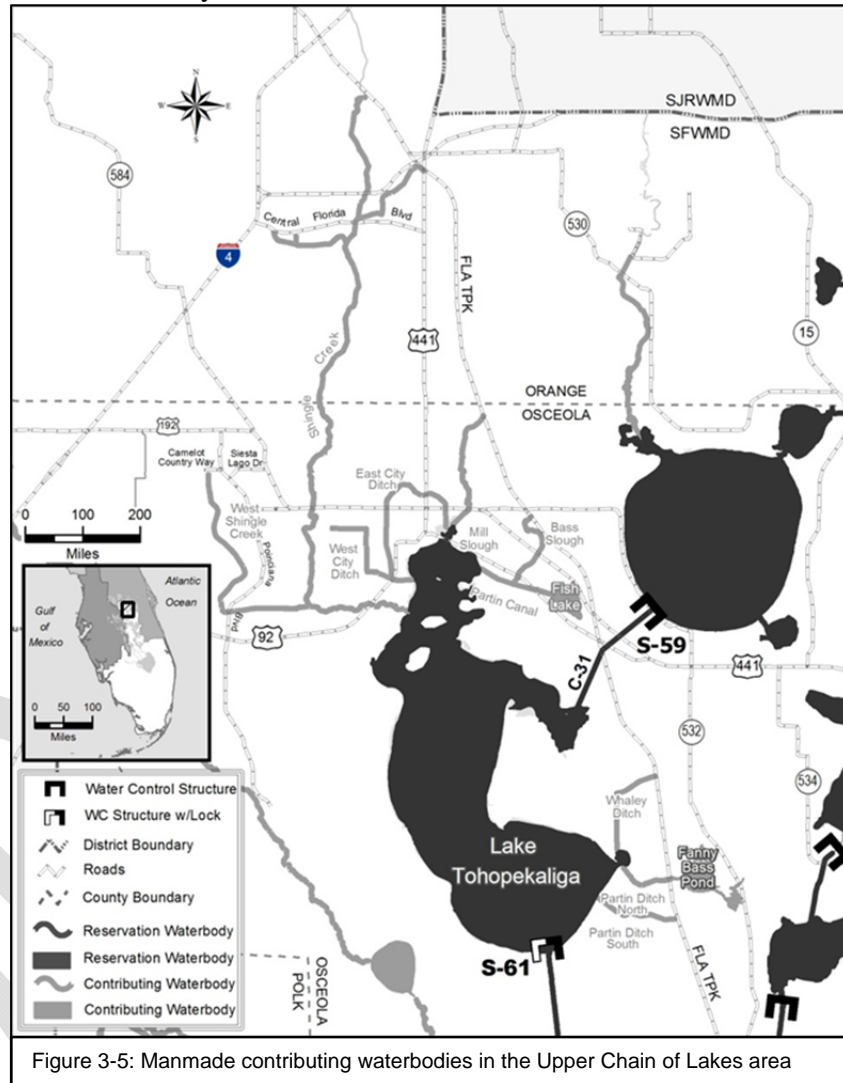 N
W E
S
SJRWMD
SFWMD
584
530
Central Florida Blvd
4
FLA TPK
15
441
Shingle Creek
ORANGE
OSCEOLA
192
Camelot
Country Way
Siesta
Lago Dr
East City
Ditch
West
Shingle
Creek
Poinciana
Blvd
0 50 100 200
Miles
West
City
Ditch
Mill
Slough
Bass
Slough
Partin Canal
Fish
Lake
92
S-59
C-31
441
Atlantic
Ocean
Gulf
of
Mexico
0 50 100
Miles
532
534
Whaley
Ditch
Lake
Tohopekaliga
Fanny
Bass
Pond
Partin Ditch
North
Partin Ditch
South
FLA TPK
S-61
OSCEOLA
POLK
Water Control Structure
WC Structure w/Lock
District Boundary
Roads
County Boundary
Reservation Waterbody
Reservation Waterbody
Contributing Waterbody
Contributing Waterbody
Figure 3-5: Manmade contributing waterbodies in the Upper Chain of Lakes area